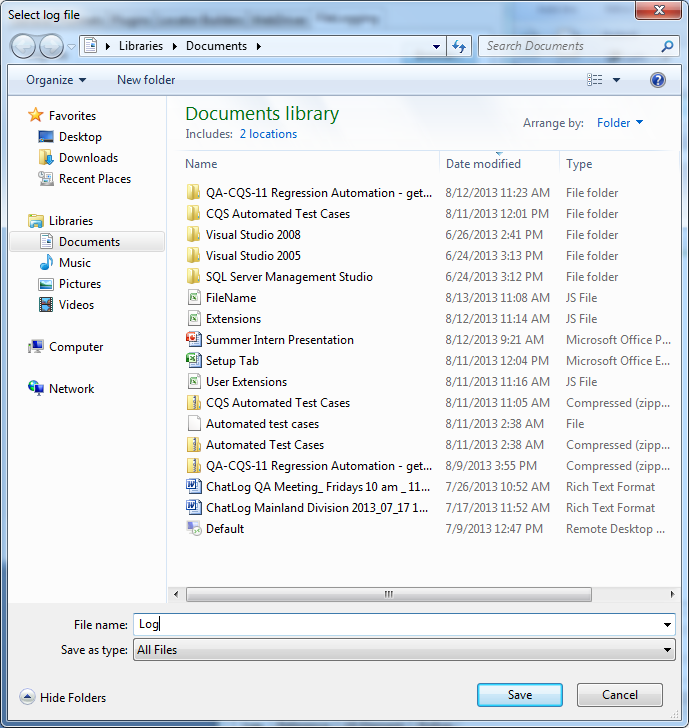 Select log file
Libraries Documents Search Documents
Organize New folder
Favorites
Desktop
Downloads
Recent Places
Libraries
Documents
Music
Pictures
Videos
Computer
Network
Documents library
Includes: 2 locations
Arrange by: Folder
Name Date modified Type
QA-CQS-11 Regression Automation - get... 8/12/2013 11:23 AM File folder
CQS Automated Test Cases 8/11/2013 12:01 PM File folder
Visual Studio 2008 6/26/2013 2:41 PM File folder
Visual Studio 2005 6/24/2013 3:13 PM File folder
SQL Server Management Studio 6/24/2013 3:12 PM File folder
FileName 8/13/2013 11:08 AM JS File
Extensions 8/12/2013 11:14 AM JS File
Summer Intern Presentation 8/12/2013 9:21 AM Microsoft Office P...
Setup Tab 8/11/2013 12:04 PM Microsoft Office E...
User Extensions 8/11/2013 11:16 AM JS File
CQS Automated Test Cases 8/11/2013 11:05 AM Compressed (zipp...
Automated test cases 8/11/2013 2:38 AM File
Automated Test Cases 8/11/2013 2:38 AM Compressed (zipp...
QA-CQS-11 Regression Automation - get... 8/9/2013 3:55 PM Compressed (zipp...
ChatLog QA Meeting_ Fridays 10 am _ 11... 7/26/2013 10:52 AM Rich Text Format
ChatLog Mainland Division 2013_07_17 1... 7/17/2013 11:52 AM Rich Text Format
Default 7/9/2013 12:47 PM Remote Desktop ...
File name: Log
Save as type: All Files
Hide Folders Save Cancel